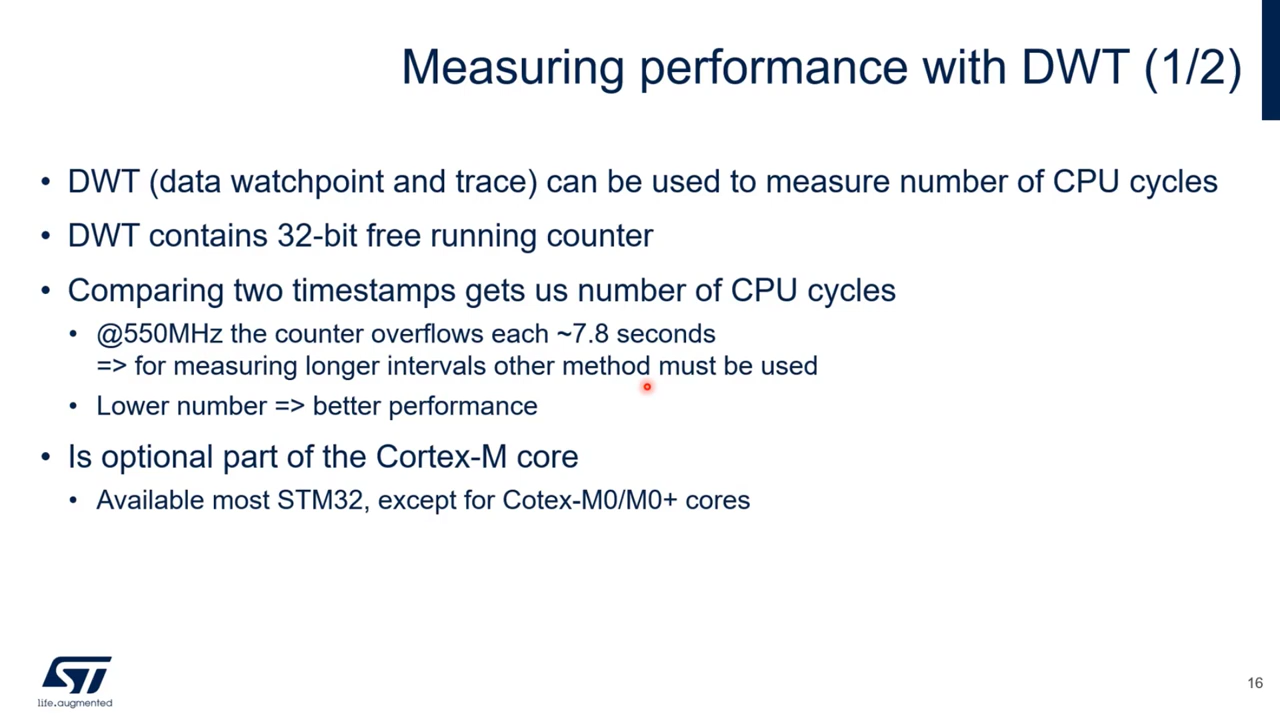 Measuring performance with DWT (1/2)
• DWT (data watchpoint and trace) can be used to measure number of CPU cycles
• DWT contains 32-bit free running counter
• Comparing two timestamps gets us number of CPU cycles
• @550MHz the counter overflows each ~7.8 seconds
=> for measuring longer intervals other method must be used
• Lower number => better performance
• Is optional part of the Cortex-M core
• Available most STM32, except for Cotex-M0/M0+ cores
ST
life.augmented
16